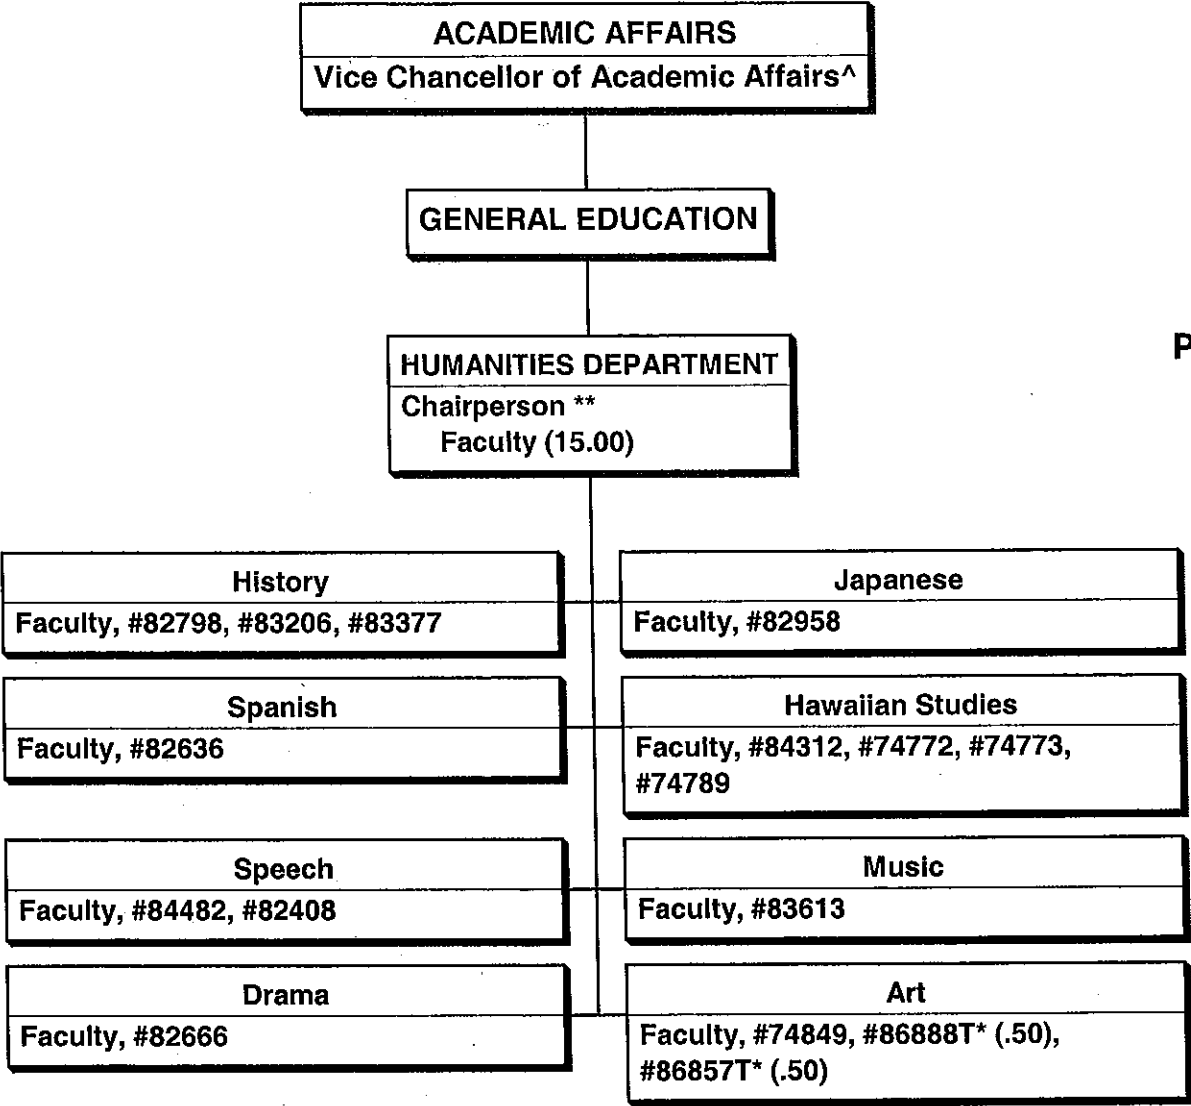 ACADEMIC AFFAIRS
Vice Chancellor of Academic Affairs^
GENERAL EDUCATION
P
HUMANITIES DEPARTMENT
Chairperson **
Faculty (15.00)
History
Faculty, #82798, #83206, #83377
Japanese
Faculty, #82958
Spanish
Faculty, #82636
Hawaiian Studies
Faculty, #84312, #74772, #74773,
#74789
Speech
Faculty, #84482, #82408
Music
Faculty, #83613
Drama
Faculty, #82666
Art
Faculty, #74849, #86888T* (.50),
#86857T* (.50)